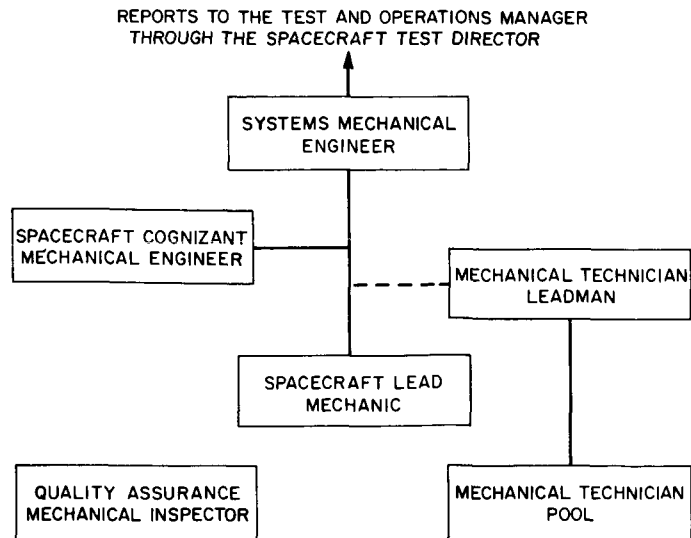 REPORTS TO THE TEST AND OPERATIONS MANAGER
THROUGH THE SPACECRAFT TEST DIRECTOR
SYSTEMS MECHANICAL
ENGINEER
SPACECRAFT COGNIZANT
MECHANICAL ENGINEER
MECHANICAL TECHNICIAN
LEADMAN
SPACECRAFT LEAD
MECHANIC
QUALITY ASSURANCE
MECHANICAL INSPECTOR
MECHANICAL TECHNICIAN
POOL